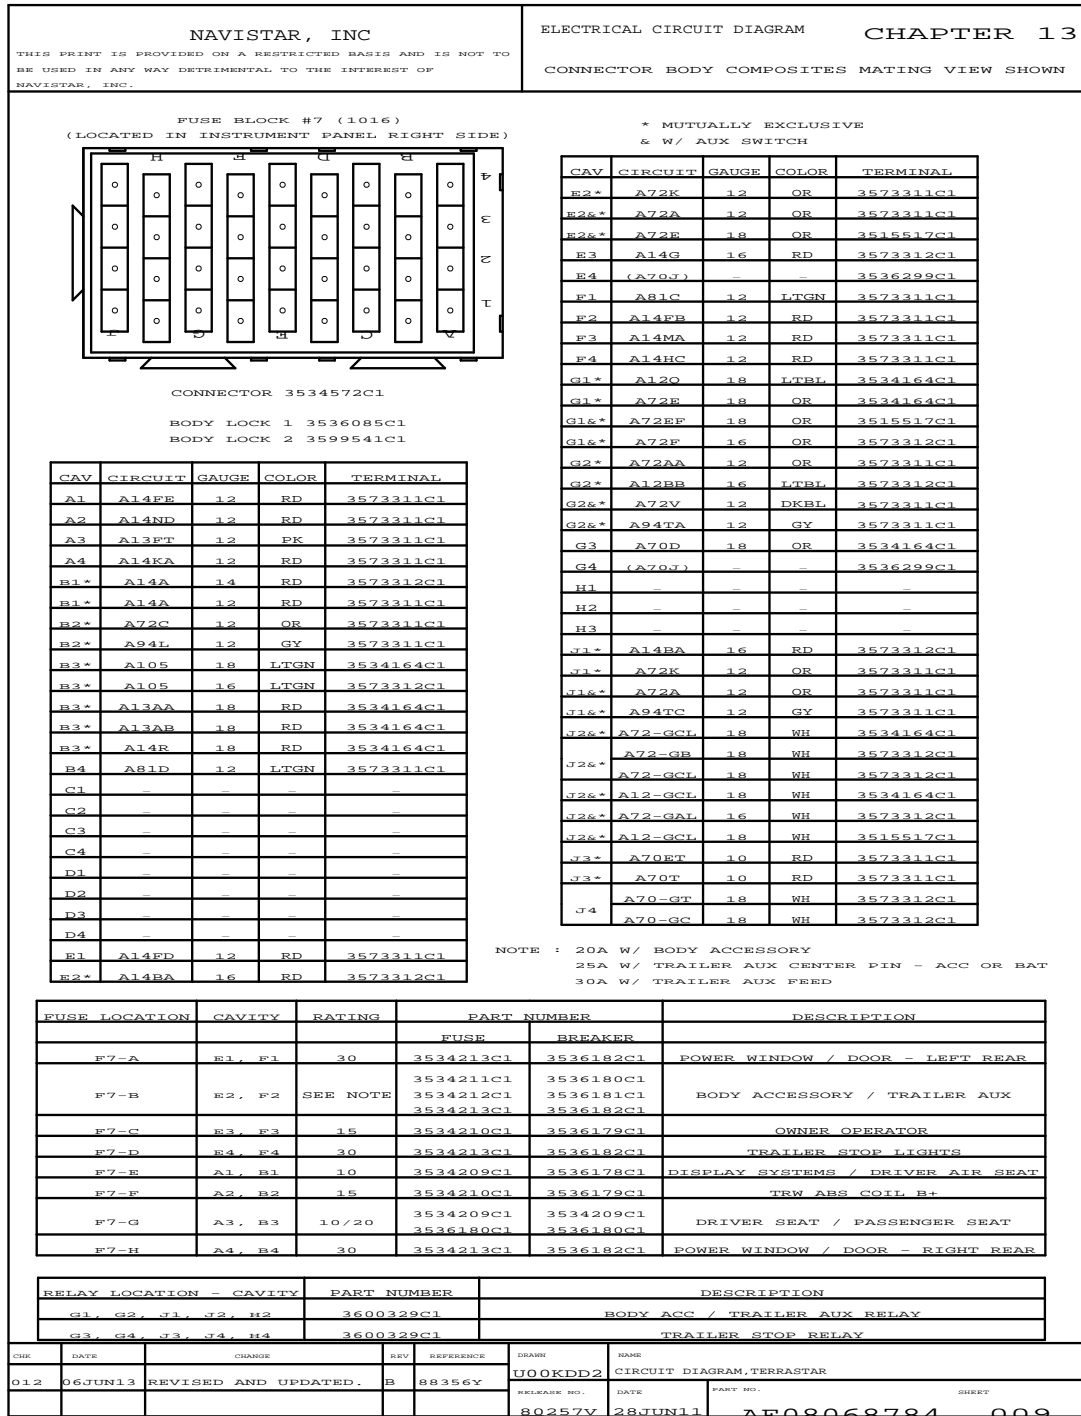 NAVISTAR, INC
THIS PRINT IS PROVIDED ON A RESTRICTED BASIS AND IS NOT TO
BE USED IN ANY WAY DETRIMENTAL TO THE INTEREST OF
NAVISTAR, INC.
ELECTRICAL CIRCUIT DIAGRAM CHAPTER 13
CONNECTOR BODY COMPOSITES MATING VIEW SHOWN
FUSE BLOCK #7 (1016)
(LOCATED IN INSTRUMENT PANEL RIGHT SIDE)
H F D B
4
3
2
1
J G E C A
CONNECTOR 3534572C1
BODY LOCK 1 3536085C1
BODY LOCK 2 3599541C1
CAV CIRCUIT GAUGE COLOR TERMINAL
A1 A14FE 12 RD 3573311C1
A2 A14ND 12 RD 3573311C1
A3 A13FT 12 PK 3573311C1
A4 A14KA 12 RD 3573311C1
B1* A14A 14 RD 3573312C1
B1* A14A 12 RD 3573311C1
B2* A72C 12 OR 3573311C1
B2* A94L 12 GY 3573311C1
B3* A105 18 LTGN 3534164C1
B3* A105 16 LTGN 3573312C1
B3* A13AA 18 RD 3534164C1
B3* A13AB 18 RD 3534164C1
B3* A14R 18 RD 3534164C1
B4 A81D 12 LTGN 3573311C1
C1 – – – –
C2 – – – –
C3 – – – –
C4 – – – –
D1 – – – –
D2 – – – –
D3 – – – –
D4 – – – –
E1 A14FD 12 RD 3573311C1
E2* A14BA 16 RD 3573312C1
* MUTUALLY EXCLUSIVE
& W/ AUX SWITCH
CAV CIRCUIT GAUGE COLOR TERMINAL
E2* A72K 12 OR 3573311C1
E2&* A72A 12 OR 3573311C1
E2&* A72E 18 OR 3515517C1
E3 A14G 16 RD 3573312C1
E4 (A70J) – – 3536299C1
F1 A81C 12 LTGN 3573311C1
F2 A14FB 12 RD 3573311C1
F3 A14MA 12 RD 3573311C1
F4 A14HC 12 RD 3573311C1
G1* A12Q 18 LTBL 3534164C1
G1* A72E 18 OR 3534164C1
G1&* A72EF 18 OR 3515517C1
G1&* A72F 16 OR 3573312C1
G2* A72AA 12 OR 3573311C1
G2* A12BB 16 LTBL 3573312C1
G2&* A72V 12 DKBL 3573311C1
G2&* A94TA 12 GY 3573311C1
G3 A70D 18 OR 3534164C1
G4 (A70J) – – 3536299C1
H1 – – – –
H2 – – – –
H3 – – – –
J1* A14BA 16 RD 3573312C1
J1* A72K 12 OR 3573311C1
J1&* A72A 12 OR 3573311C1
J1&* A94TC 12 GY 3573311C1
J2&* A72-GCL 18 WH 3534164C1
J2&* A72-GB 18 WH 3573312C1
A72-GCL 18 WH 3573312C1
J2&* A12-GCL 18 WH 3534164C1
J2&* A72-GAL 16 WH 3573312C1
J2&* A12-GCL 18 WH 3515517C1
J3* A70ET 10 RD 3573311C1
J3* A70T 10 RD 3573311C1
J4 A70-GT 18 WH 3573312C1
A70-GC 18 WH 3573312C1
NOTE : 20A W/ BODY ACCESSORY
25A W/ TRAILER AUX CENTER PIN – ACC OR BAT
30A W/ TRAILER AUX FEED
FUSE LOCATION CAVITY RATING PART NUMBER DESCRIPTION
FUSE BREAKER
F7-A E1, F1 30 3534213C1 3536182C1 POWER WINDOW / DOOR – LEFT REAR
3534211C1 3536180C1
F7-B E2, F2 SEE NOTE 3534212C1 3536181C1 BODY ACCESSORY / TRAILER AUX
3534213C1 3536182C1
F7-C E3, F3 15 3534210C1 3536179C1 OWNER OPERATOR
F7-D E4, F4 30 3534213C1 3536182C1 TRAILER STOP LIGHTS
F7-E A1, B1 10 3534209C1 3536178C1 DISPLAY SYSTEMS / DRIVER AIR SEAT
F7-F A2, B2 15 3534210C1 3536179C1 TRW ABS COIL B+
F7-G A3, B3 10/20 3534209C1 3534209C1 DRIVER SEAT / PASSENGER SEAT
3536180C1 3536180C1
F7-H A4, B4 30 3534213C1 3536182C1 POWER WINDOW / DOOR – RIGHT REAR
RELAY LOCATION – CAVITY PART NUMBER DESCRIPTION
G1, G2, J1, J2, H2 3600329C1 BODY ACC / TRAILER AUX RELAY
G3, G4, J3, J4, H4 3600329C1 TRAILER STOP RELAY
CHK DATE CHANGE REV REFERENCE DRAWN NAME
012 06JUN13 REVISED AND UPDATED. B 88356Y U00KDD2 CIRCUIT DIAGRAM,TERRASTAR
RELEASE NO. DATE PART NO. SHEET
80257V 28JUN11 AE08068784 009